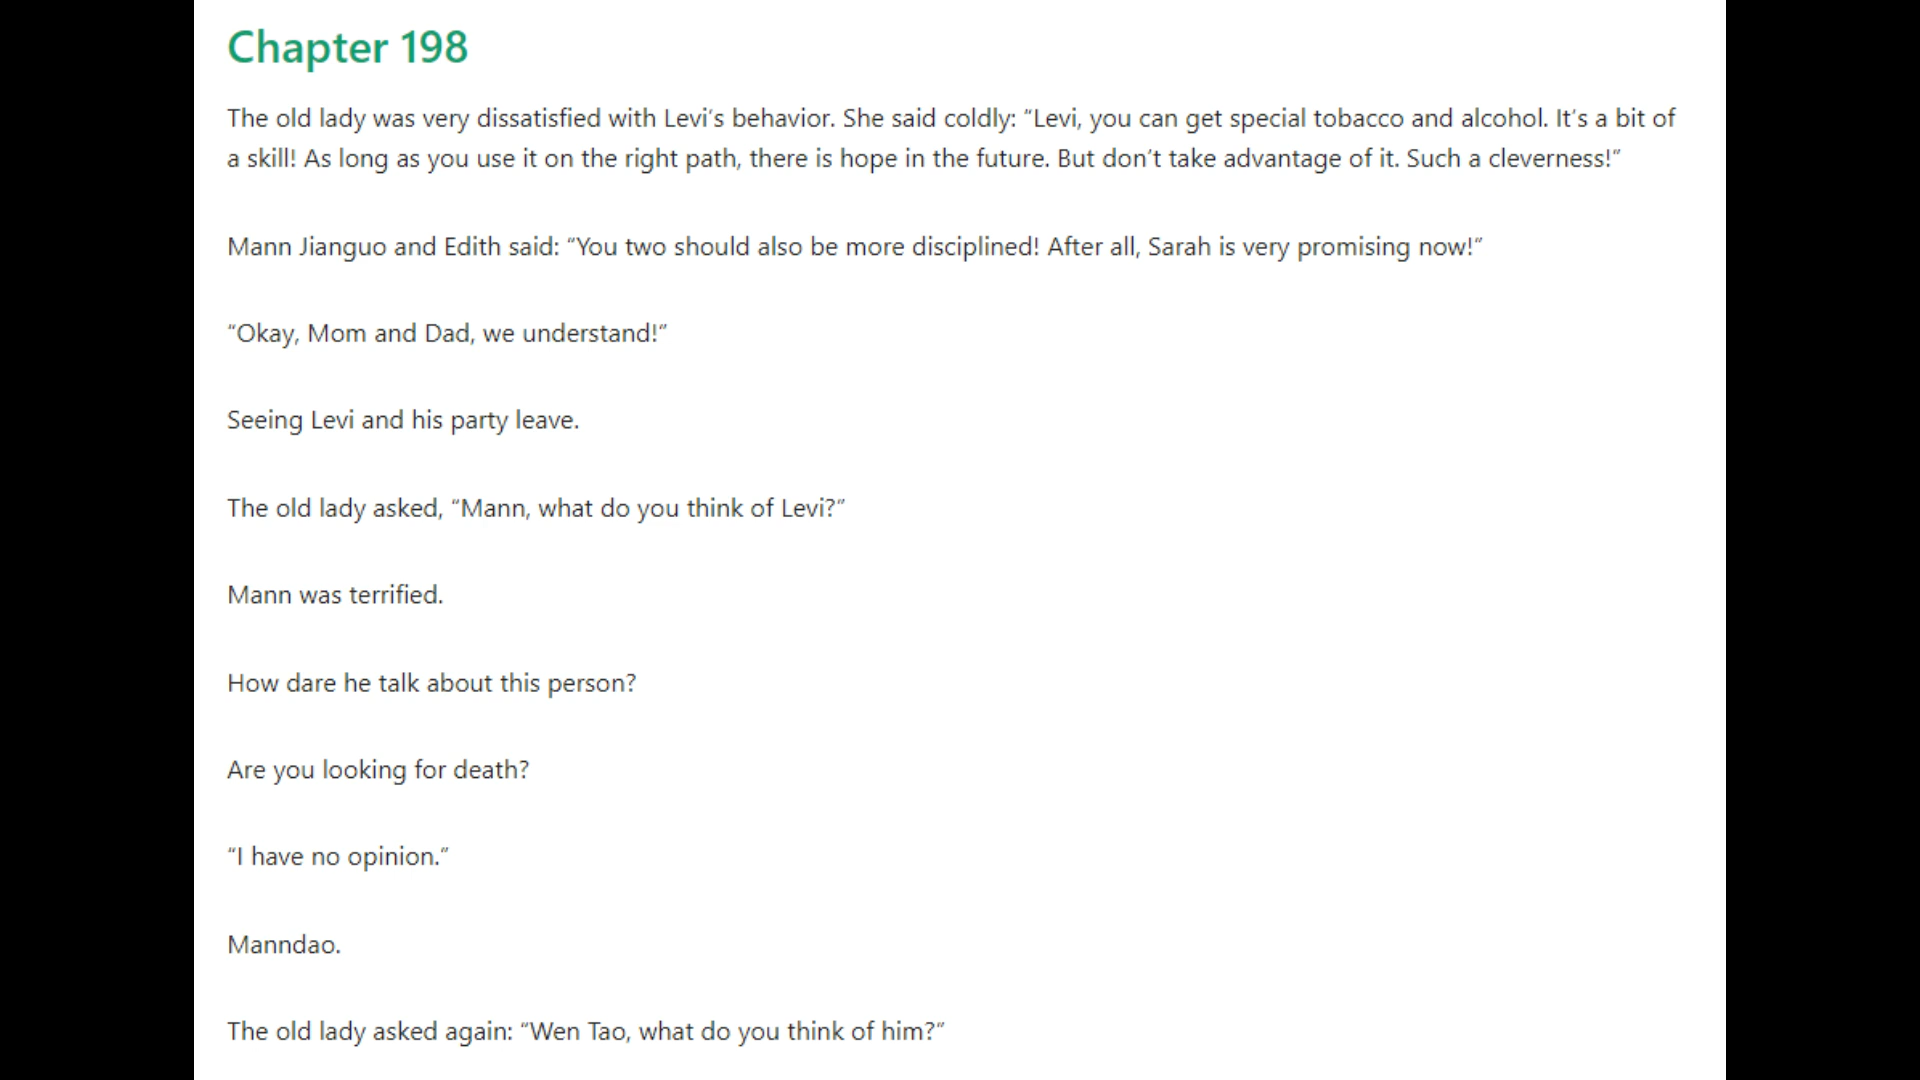 Chapter 198
The old lady was very dissatisfied with Levi’s behavior. She said coldly: “Levi, you can get special tobacco and alcohol. It’s a bit of
a skill! As long as you use it on the right path, there is hope in the future. But don’t take advantage of it. Such a cleverness!”
Mann Jianguo and Edith said: “You two should also be more disciplined! After all, Sarah is very promising now!”
“Okay, Mom and Dad, we understand!”
Seeing Levi and his party leave.
The old lady asked, “Mann, what do you think of Levi?”
Mann was terrified.
How dare he talk about this person?
Are you looking for death?
“I have no opinion.”
Manndao.
The old lady asked again: “Wen Tao, what do you think of him?”